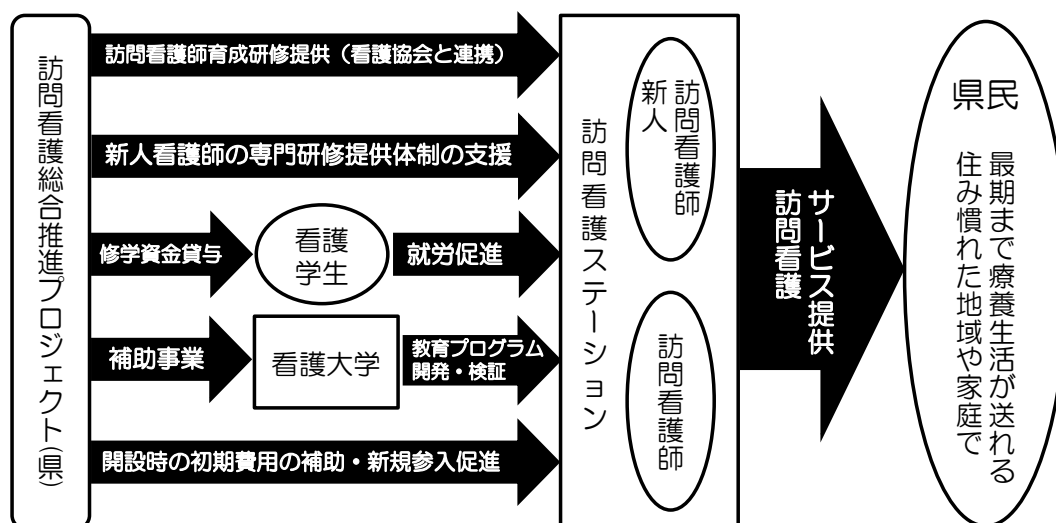 訪問看護総合推進プロジェクト(県)
訪問看護師育成研修提供（看護協会と連携）
新人看護師の専門研修提供体制の支援
修学資金貸与
看護
学生
就労促進
補助事業
看護大学
教育プログラム
開発・検証
開設時の初期費用の補助・新規参入促進
訪問看護ステーション
訪問看護師
新人
訪問看護師
訪問看護
サービス提供
県民
住み慣れた地域や家庭で
最期まで療養生活が送れる